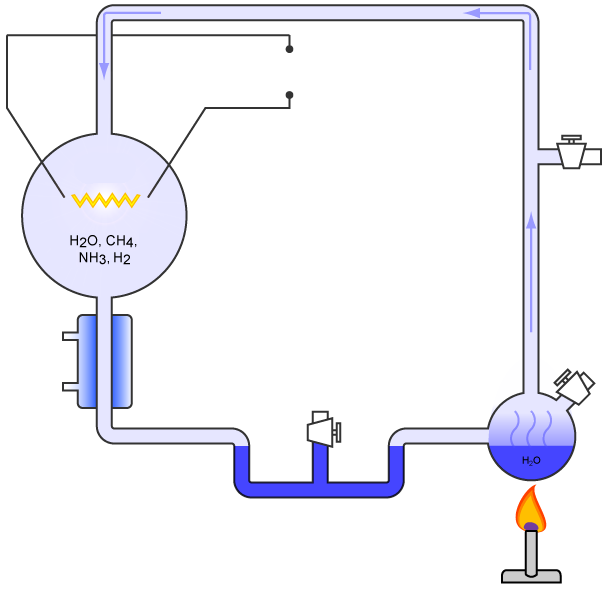 H2O, CH4,
NH3, H2
H2O